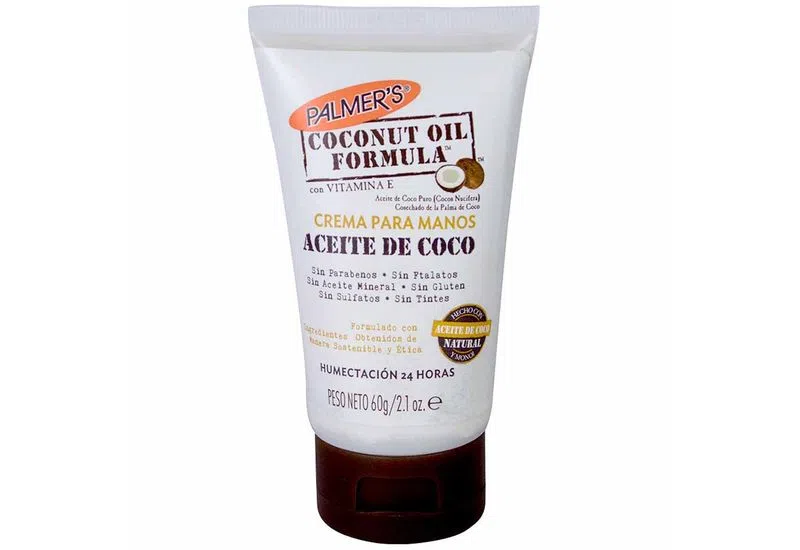 PALMER'S®
COCONUT OIL
FORMULA™
con VITAMINA E
Aceite de Coco Puro (Cocos Nucifera)
Cosechado de la Palma de Coco
CREMA PARA MANOS
ACEITE DE COCO
Sin Parabenos • Sin Ftalatos
Sin Aceite Mineral • Sin Gluten
Sin Sulfatos • Sin Tintes
Formulado con
Ingredientes Obtenidos de
Manera Sostenible y Ética
HECHO CON
ACEITE DE COCO
NATURAL
Y MONOI
HUMECTACIÓN 24 HORAS
PESO NETO 60g/2.1 oz. ℮